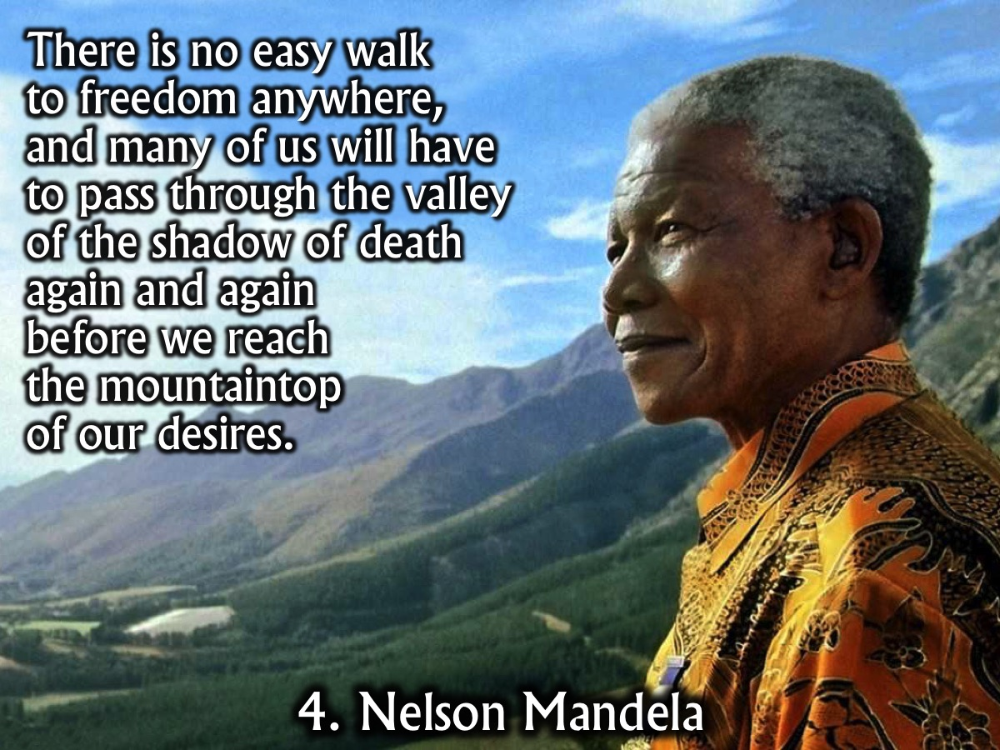 There is no easy walk
to freedom anywhere,
and many of us will have
to pass through the valley
of the shadow of death
again and again
before we reach
the mountaintop
of our desires.
4. Nelson Mandela